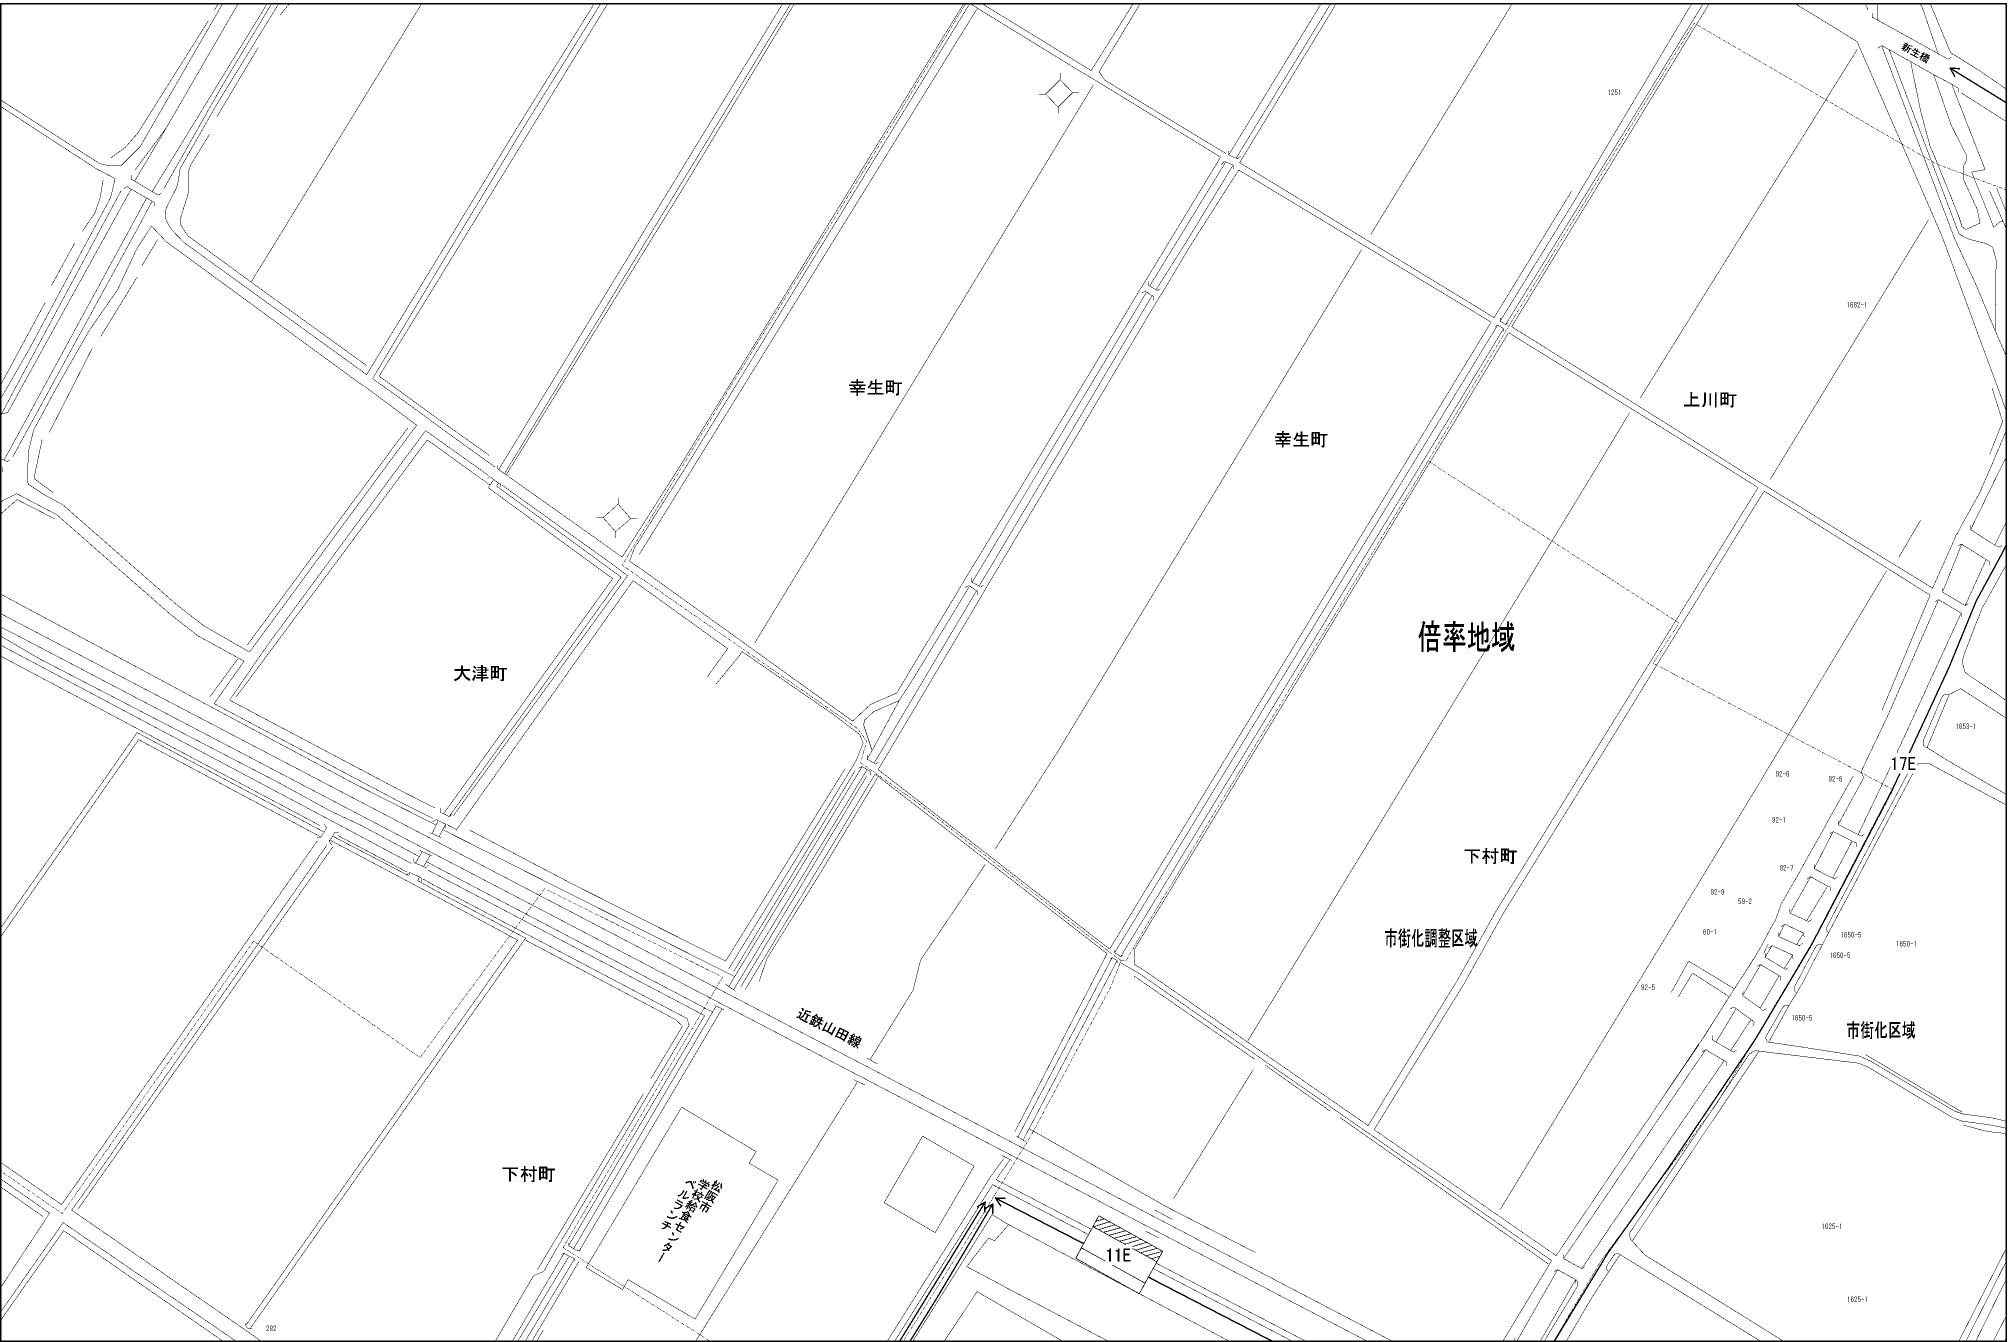 新生橋
1251
1682-1
幸生町
上川町
幸生町
倍率地域
大津町
1653-1
17E
92-6
92-6
92-1
下村町
92-7
92-9
59-2
60-1
市街化調整区域
1650-5
1650-1
1650-5
92-5
近鉄山田線
1650-5
市街化区域
下村町
松阪市
学校給食センター
ベルランチ
1625-1
11E
1625-1
282